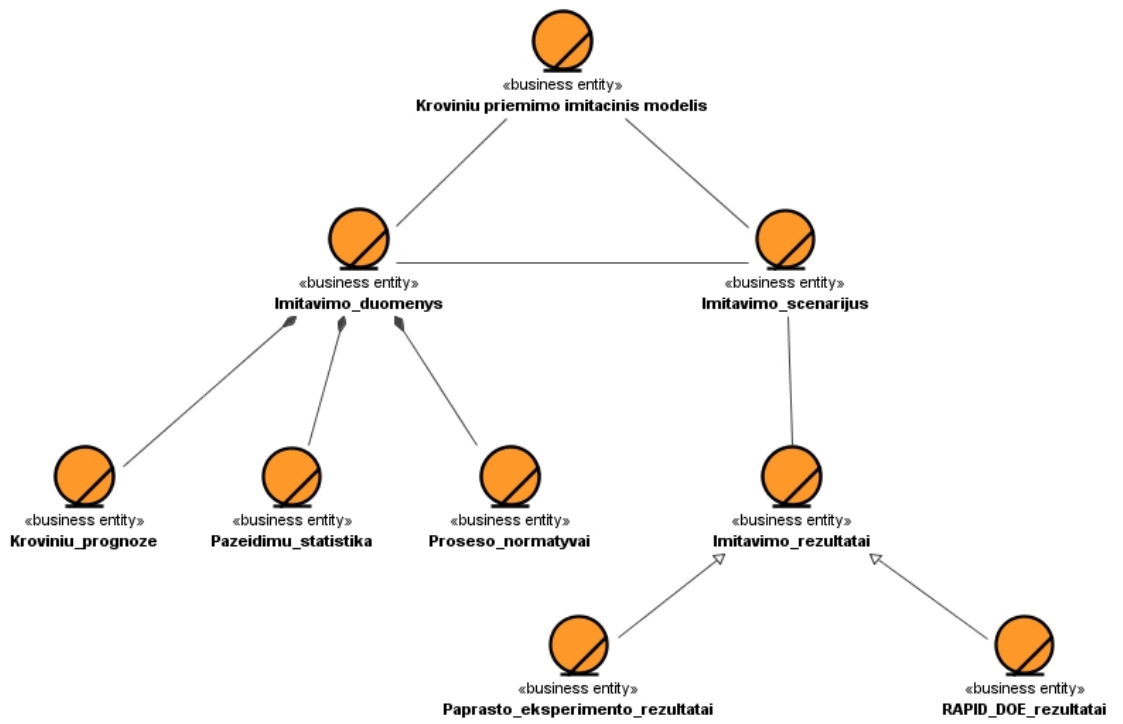 «business entity»
Kroviniu priemimo imitacinis modelis
«business entity»
Imitavimo_duomenys
«business entity»
Imitavimo_scenarijus
«business entity»
Kroviniu_prognoze
«business entity»
Pazeidimu_statistika
«business entity»
Proseso_normatyvai
«business entity»
Imitavimo_rezultatai
«business entity»
Paprasto_eksperimento_rezultatai
«business entity»
RAPID_DOE_rezultatai